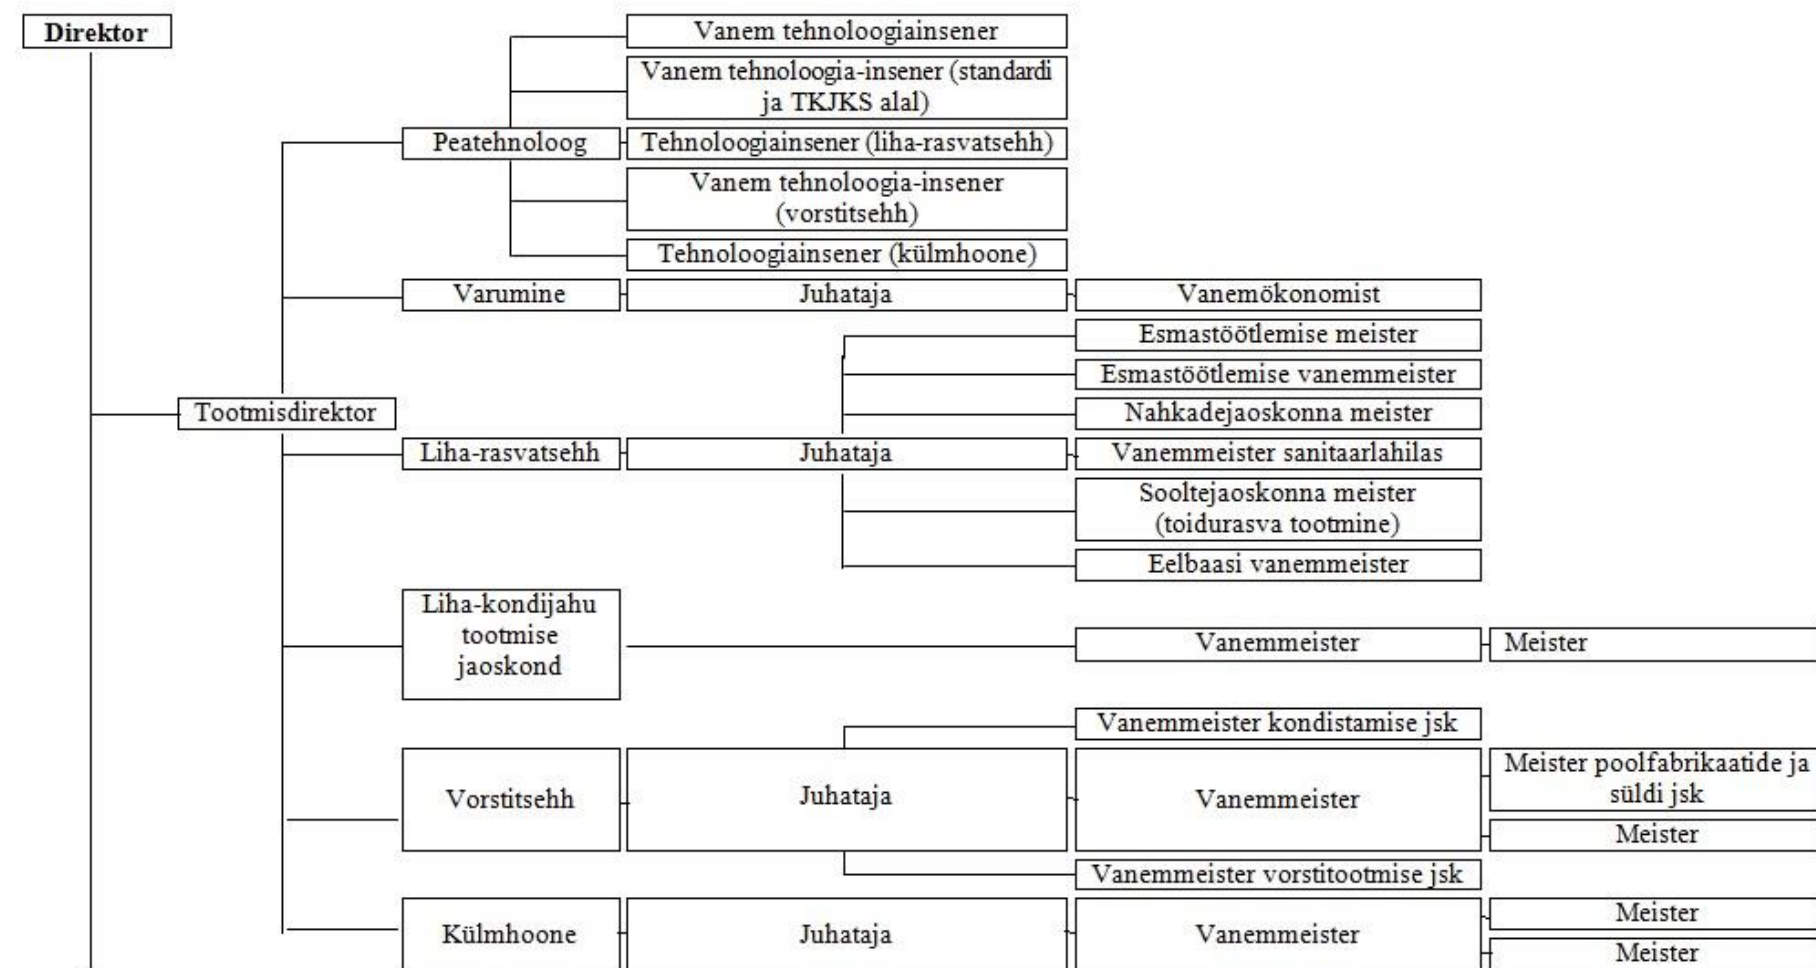 Direktor
Vanem tehnoloogiainsener
Vanem tehnoloogia-insener (standardi
ja TKJKS alal)
Peatehnoloog
Tehnoloogiainsener (liha-rasvatsehh)
Vanem tehnoloogia-insener
(vorstitsehh)
Tehnoloogiainsener (külmhoone)
Varumine
Juhataja
Vanemökonomist
Esmastöötlemise meister
Esmastöötlemise vanemmeister
Tootmisdirektor
Nahkadejaoskonna meister
Liha-rasvatsehh
Juhataja
Vanemmeister sanitaarlahilas
Sooltejaoskonna meister
(toidurasva tootmine)
Eelbaasi vanemmeister
Liha-kondijahu
tootmise
jaoskond
Vanemmeister
Meister
Vanemmeister kondistamise jsk
Vorstitsehh
Juhataja
Vanemmeister
Meister poolfabrikaatide ja
süldi jsk
Meister
Vanemmeister vorstitootmise jsk
Külmhoone
Juhataja
Vanemmeister
Meister
Meister